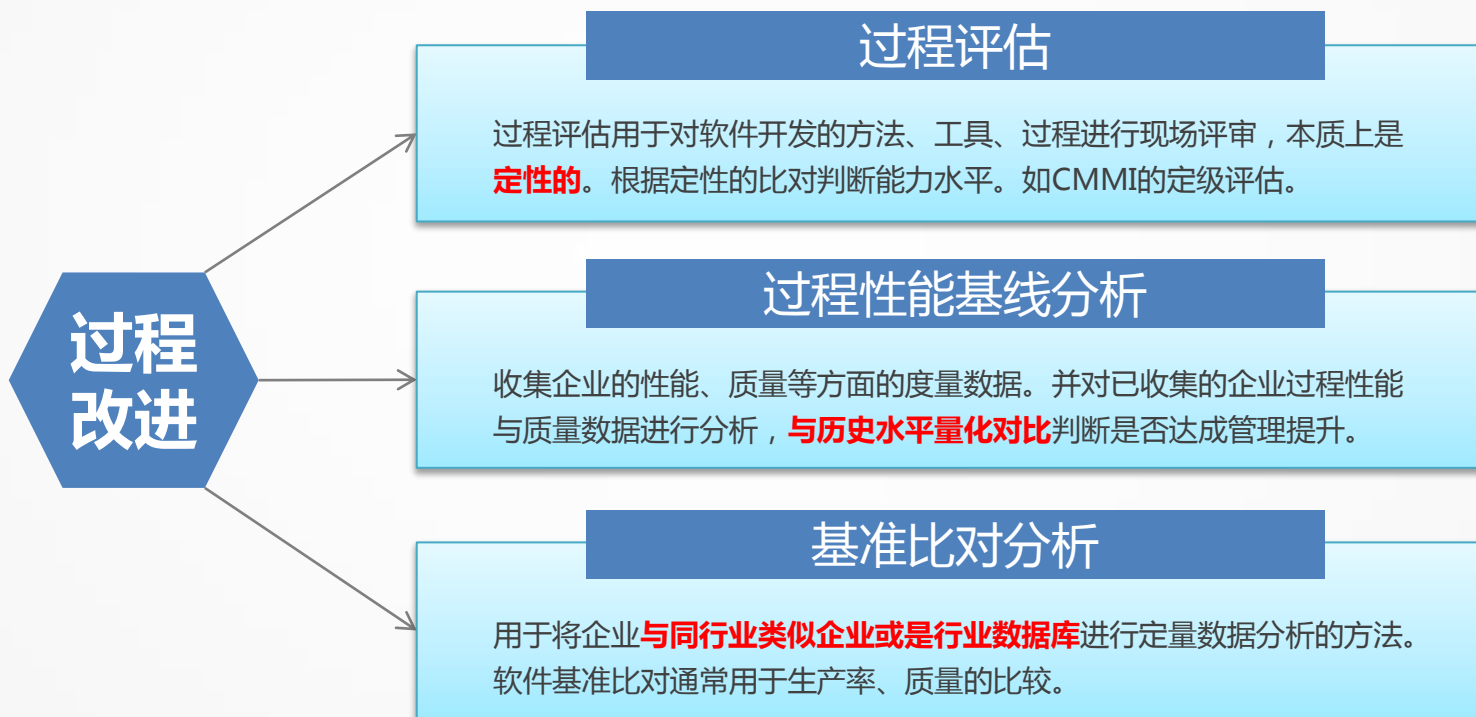 过程评估
过程评估用于对软件开发的方法、工具、过程进行现场评审，本质上是
定性的。根据定性的比对判断能力水平。如CMMI的定级评估。
过程
改进
过程性能基线分析
收集企业的性能、质量等方面的度量数据。并对已收集的企业过程性能
与质量数据进行分析，与历史水平量化对比判断是否达成管理提升。
基准比对分析
用于将企业与同行业类似企业或是行业数据库进行定量数据分析的方法。
软件基准比对通常用于生产率、质量的比较。